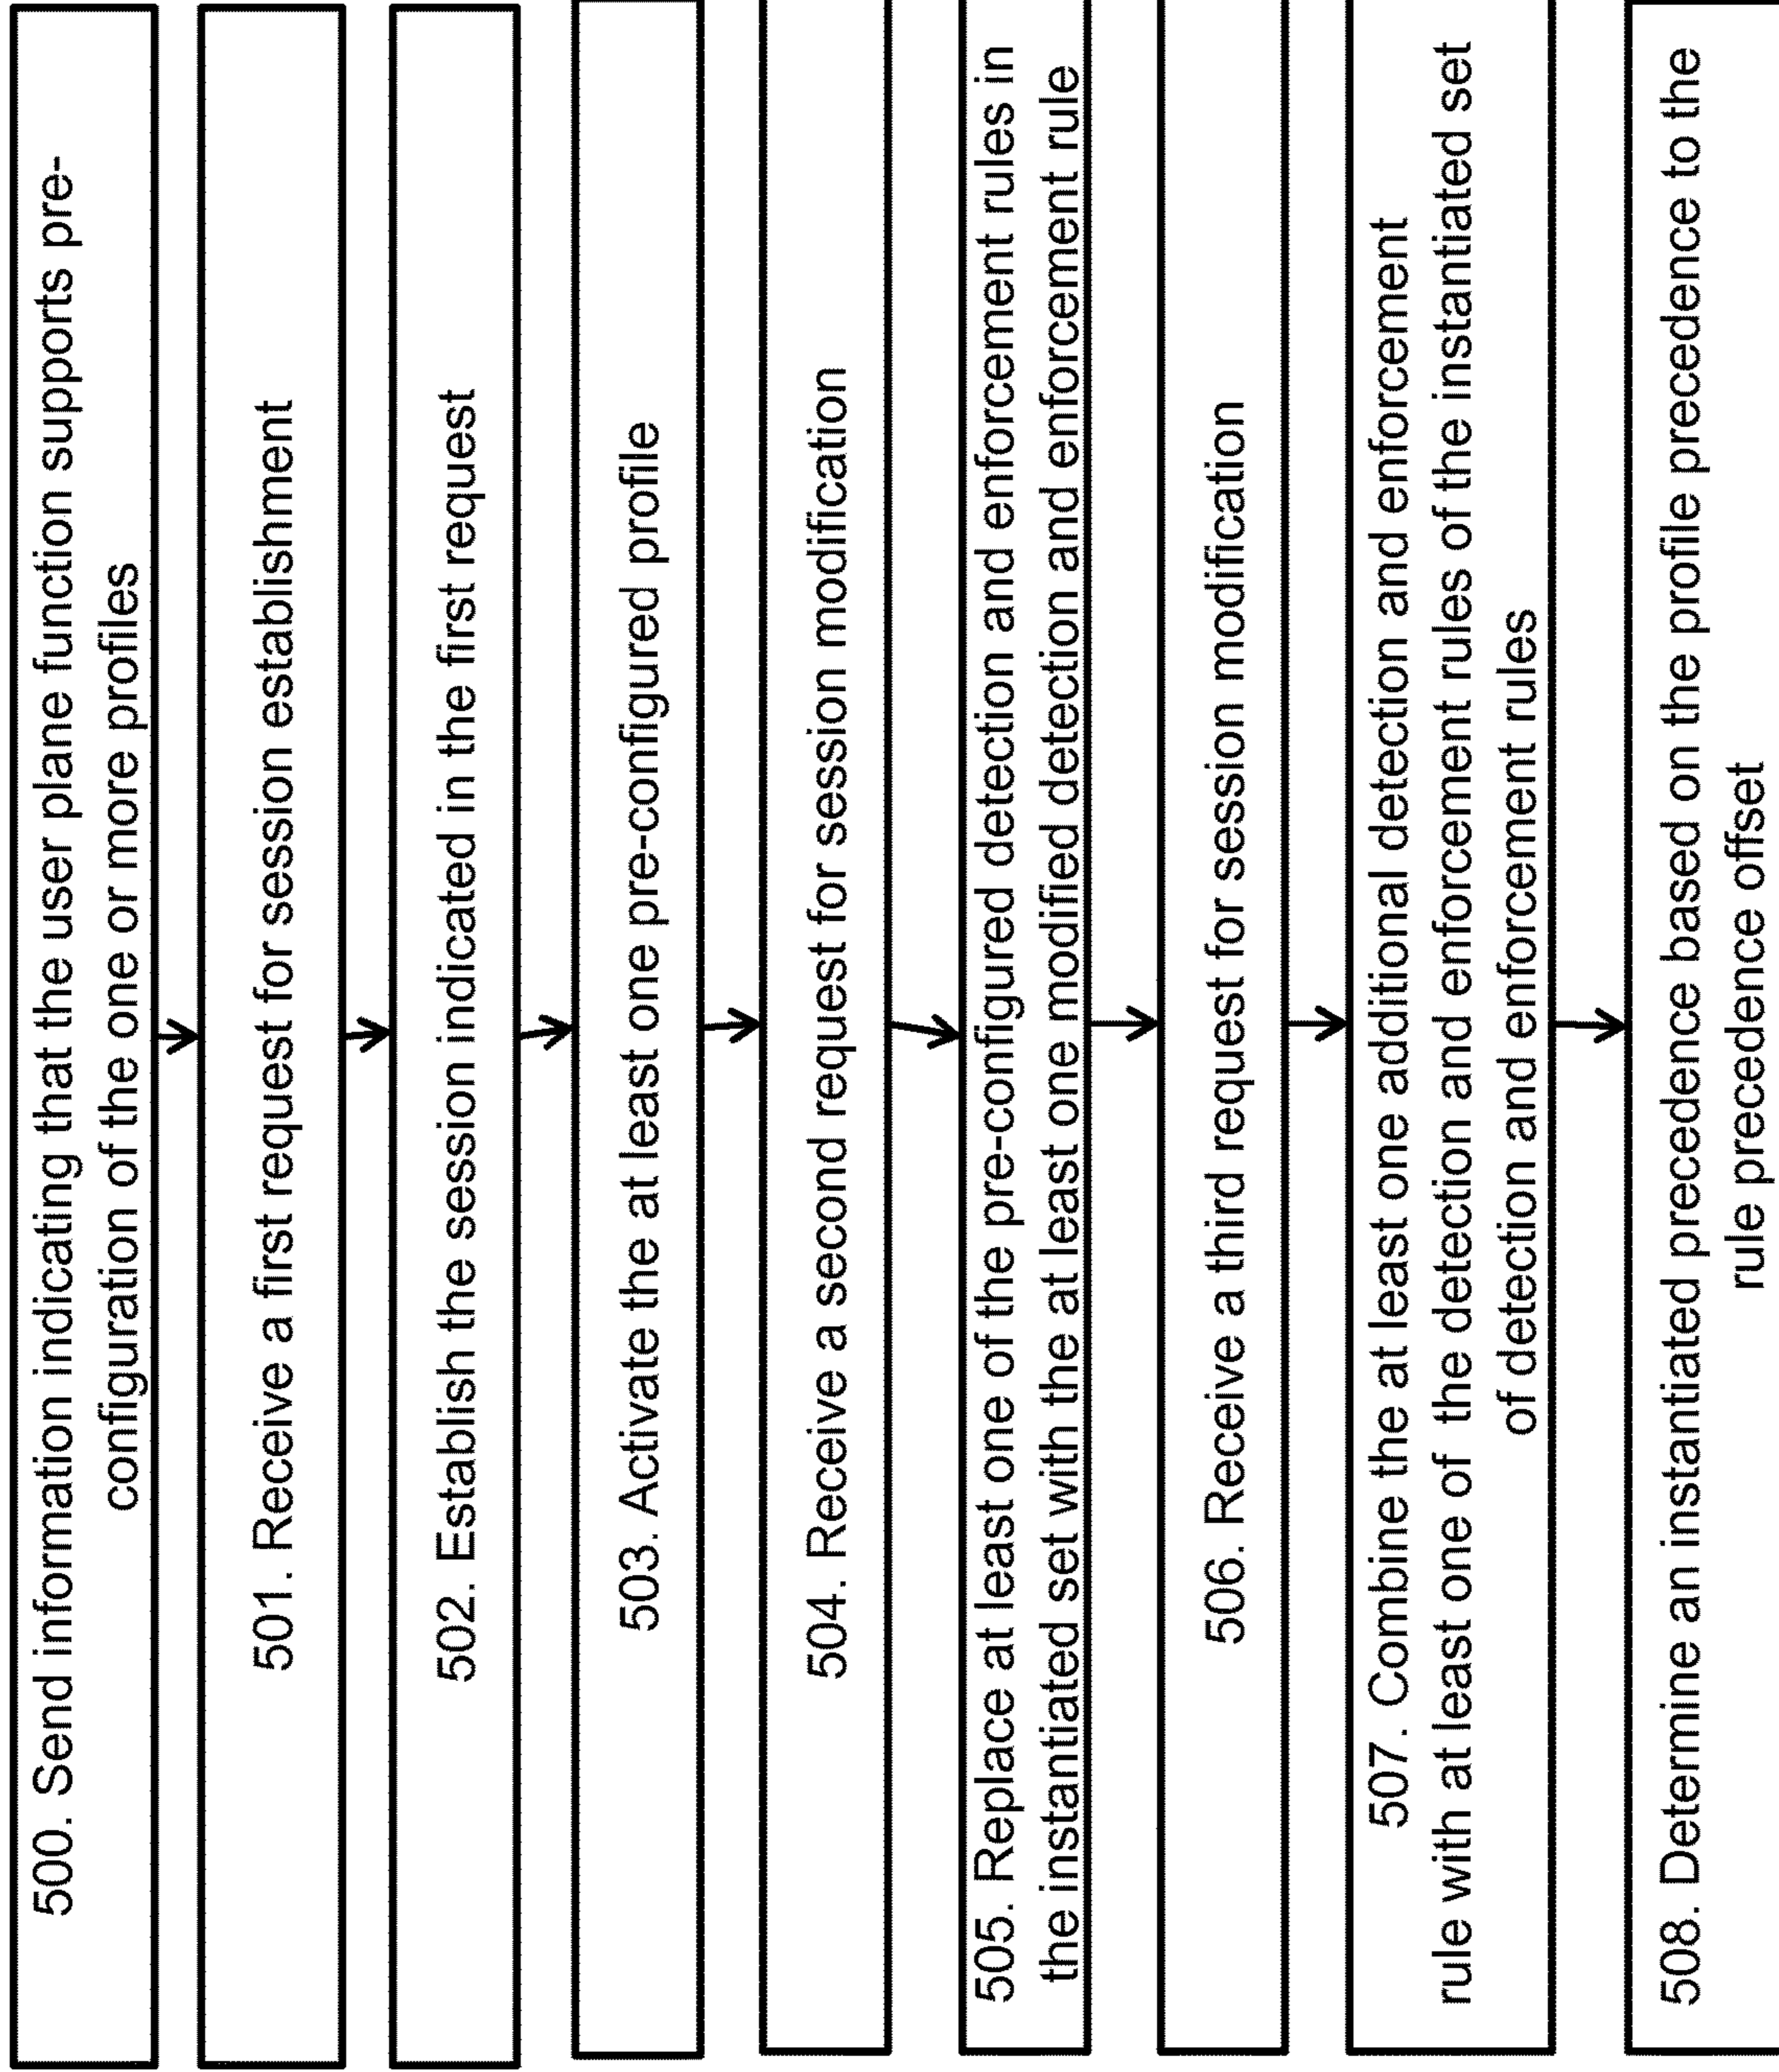 500. Send information indicating that the user plane function supports pre-
configuration of the one or more profiles
501. Receive a first request for session establishment
502. Establish the session indicated in the first request
503. Activate the at least one pre-configured profile
504. Receive a second request for session modification
505. Replace at least one of the pre-configured detection and enforcement rules in
the instantiated set with the at least one modified detection and enforcement rule
506. Receive a third request for session modification
507. Combine the at least one additional detection and enforcement
rule with at least one of the detection and enforcement rules of the instantiated set
of detection and enforcement rules
508. Determine an instantiated precedence based on the profile precedence to the
rule precedence offset